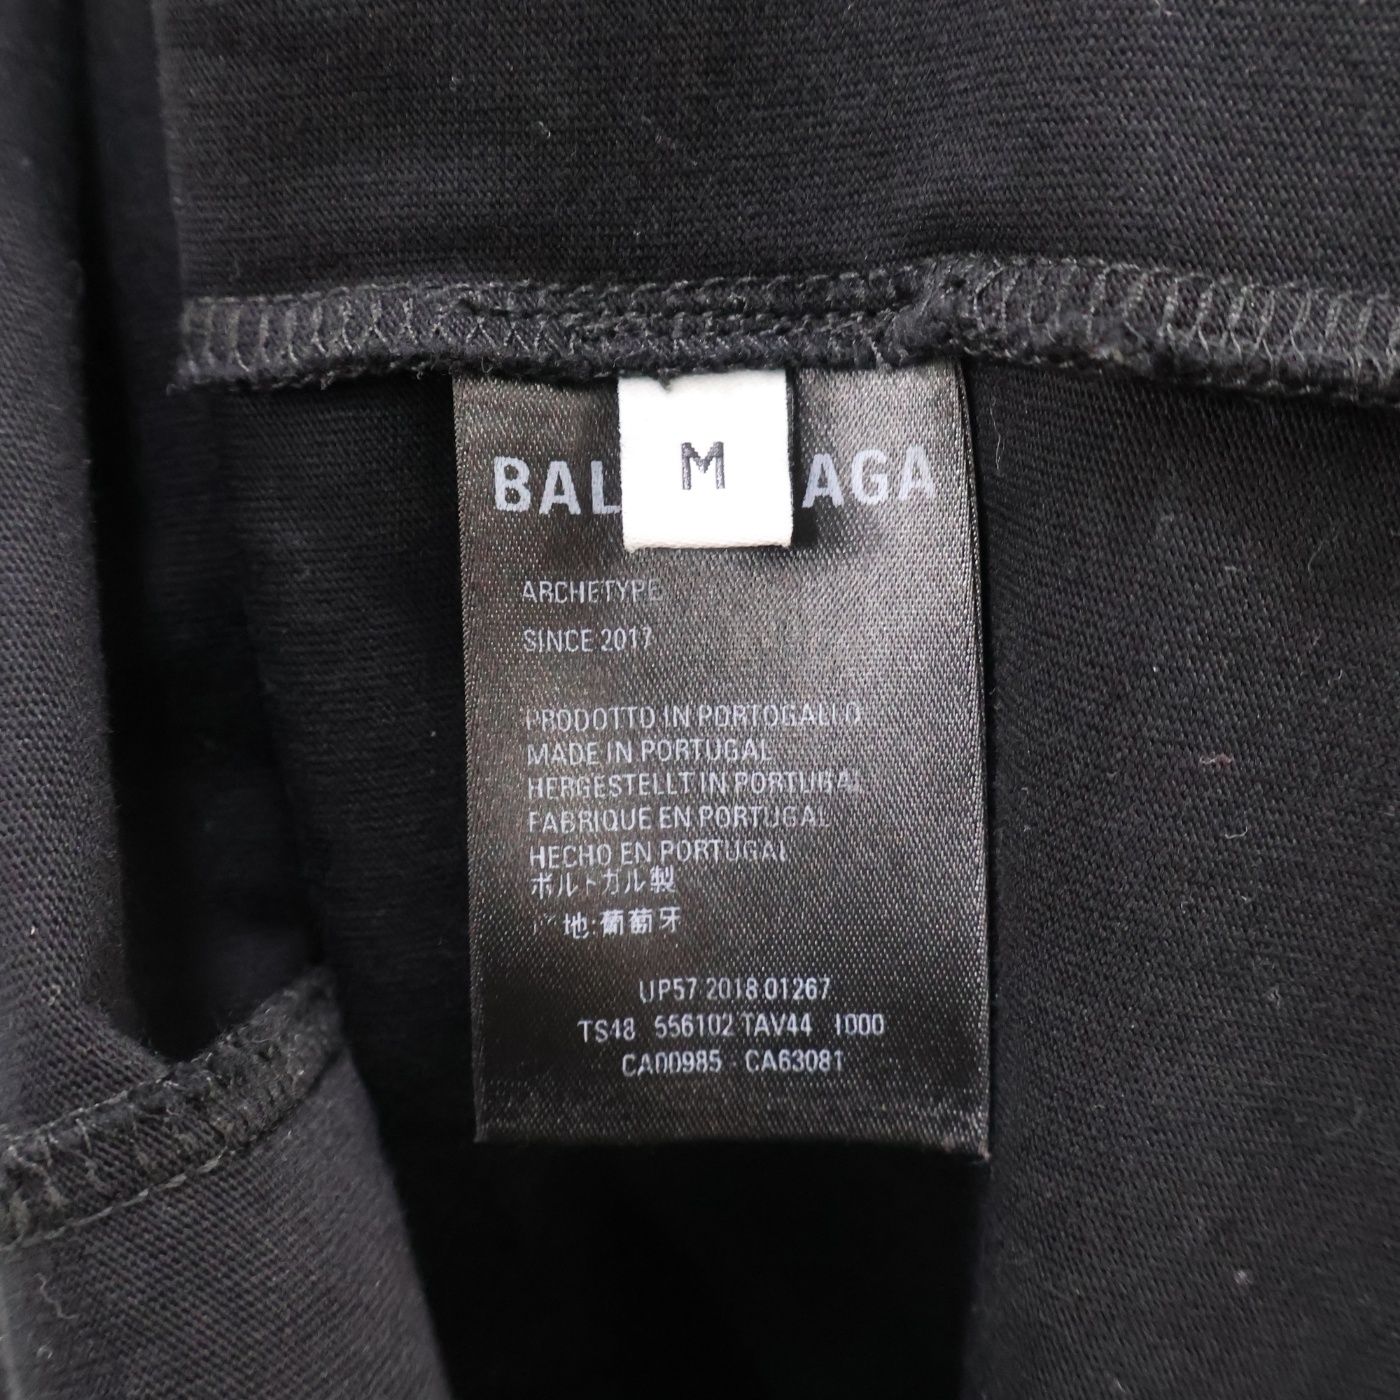 BAL AGA
M
ARCHETYPE
SINCE 2017
PRODOTTO IN PORTOGALLO
MADE IN PORTUGAL
HERGESTELLT IN PORTUGAL
FABRIQUE EN PORTUGAL
HECHO EN PORTUGAL
ポルトガル製
地:葡萄牙
UP57 2018 01267
TS48 556102 TAV44 1000
CA00985 - CA63081